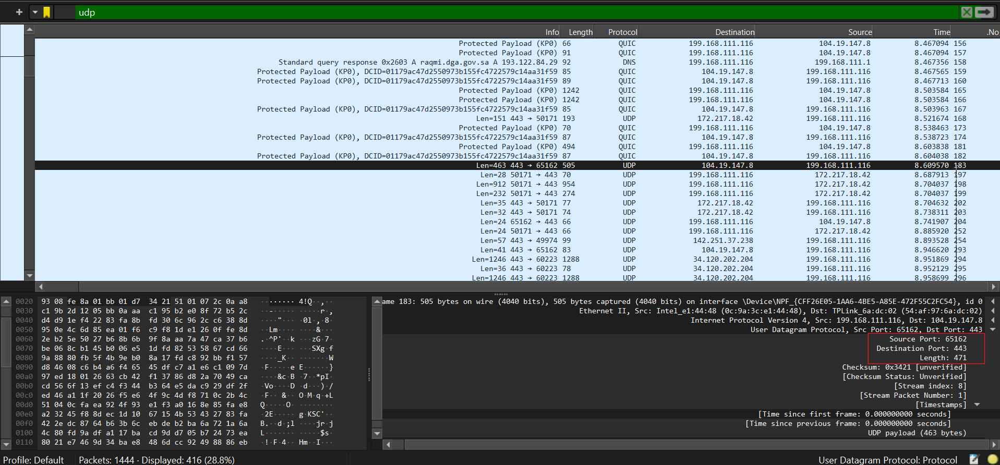 + udp
Info Length Protocol Destination Source Time .No
Protected Payload (KP0) 66 QUIC 199.168.111.116 104.19.147.8 8.467094 156
Protected Payload (KP0) 91 QUIC 199.168.111.116 104.19.147.8 8.467094 157
Standard query response 0x2603 A raqmi.dga.gov.sa A 193.122.84.29 92 DNS 199.168.111.116 199.168.111.1 8.467356 158
Protected Payload (KP0), DCID=01179ac47d2550973b155fc4722579c14aa31f59 85 QUIC 104.19.147.8 199.168.111.116 8.467565 159
Protected Payload (KP0), DCID=01179ac47d2550973b155fc4722579c14aa31f59 89 QUIC 104.19.147.8 199.168.111.116 8.467713 160
Protected Payload (KP0) 1242 QUIC 199.168.111.116 104.19.147.8 8.503584 165
Protected Payload (KP0) 1242 QUIC 199.168.111.116 104.19.147.8 8.503584 166
Protected Payload (KP0), DCID=01179ac47d2550973b155fc4722579c14aa31f59 85 QUIC 104.19.147.8 199.168.111.116 8.503963 167
Len=151 443 → 50171 193 UDP 172.217.18.42 199.168.111.116 8.521674 168
Protected Payload (KP0) 70 QUIC 199.168.111.116 104.19.147.8 8.538463 173
Protected Payload (KP0), DCID=01179ac47d2550973b155fc4722579c14aa31f59 87 QUIC 104.19.147.8 199.168.111.116 8.538723 174
Protected Payload (KP0) 494 QUIC 199.168.111.116 104.19.147.8 8.603838 181
Protected Payload (KP0), DCID=01179ac47d2550973b155fc4722579c14aa31f59 87 QUIC 104.19.147.8 199.168.111.116 8.604038 182
Len=463 443 → 65162 505 UDP 104.19.147.8 199.168.111.116 8.609570 183
Len=28 50171 → 443 70 UDP 199.168.111.116 172.217.18.42 8.687913 197
Len=912 50171 → 443 954 UDP 199.168.111.116 172.217.18.42 8.704037 198
Len=232 50171 → 443 274 UDP 199.168.111.116 172.217.18.42 8.704037 199
Len=35 443 → 50171 77 UDP 172.217.18.42 199.168.111.116 8.704632 202
Len=32 443 → 50171 74 UDP 172.217.18.42 199.168.111.116 8.738311 203
Len=24 65162 → 443 66 UDP 199.168.111.116 104.19.147.8 8.741907 204
Len=24 50171 → 443 66 UDP 199.168.111.116 172.217.18.42 8.885920 252
Len=57 443 → 49974 99 UDP 142.251.37.238 199.168.111.116 8.893528 254
Len=41 443 → 65162 83 UDP 104.19.147.8 199.168.111.116 8.946620 293
Len=1246 443 → 60223 1288 UDP 34.120.202.204 199.168.111.116 8.951869 294
Len=36 443 → 60223 78 UDP 34.120.202.204 199.168.111.116 8.952129 295
Len=1246 443 → 60223 1288 UDP 34.120.202.204 199.168.111.116 8.958699 296
0020 93 08 fe 8a 01 bb 01 d7 34 21 51 01 07 2c 0a a8 ········4!Q··,··
0030 c1 9b 2d 12 05 bb 0a aa c1 95 b2 e0 8f 72 b5 2c ··-··········r·,
0040 d4 d9 1e f4 22 83 fa 8b fd 30 6c 96 2c c6 38 8d ····"····0l·,·8·
0050 95 0e 4c 6d 85 ea 01 f6 c9 f8 1d e1 26 0f fe 8d ··Lm········&···
0060 2e b2 5e 50 27 b6 8b 6b 9f 8a aa 7a 47 ca 37 b6 .·^P'··k···zG·7·
0070 be 06 8c b1 45 b0 06 e5 1d fd 82 53 58 67 cd 66 ····E······SXg·f
0080 9a 88 80 fb 5f 4b 9e b0 8a 17 fd c8 92 bb f1 57 ····_K·········W
0090 d8 46 08 c6 b4 a6 f4 65 45 df c7 a1 e6 c1 09 7d ·F·····eE······}
00a0 97 ed 18 01 26 63 cb 42 f1 37 86 d8 2a 70 49 ca ····&c·B·7··*pI·
00b0 cd 56 6f 13 ef c4 f3 44 b3 64 e5 da c9 29 df 2f ·Vo····D·d···)·/
00c0 ed 46 a1 1f 20 26 f5 e6 4f 9c 4d f8 71 0c 2b 4c ·F·· &··O·M·q·+L
00d0 51 04 0c fa ea 92 4f 93 e1 f3 a0 16 8e 85 fa e8 Q·····O·········
00e0 a2 32 45 f8 8d ec 1d 10 67 15 4b 53 43 27 83 fa ·2E·····g·KSC'··
00f0 42 2e dc 87 64 b6 3b 6c eb de b2 ba 6a 72 1a 6a B.··d·;l····jr·j
0100 4c 80 fd 9a df a1 17 ba cd 9d d7 05 b7 24 73 ea L············$s·
0110 80 21 e7 46 9d 34 ba e8 48 6d cc 92 49 88 86 eb ·!·F·4··Hm··I···
ame 183: 505 bytes on wire (4040 bits), 505 bytes captured (4040 bits) on interface \Device\NPF_{CFF26E05-1AA6-4BE5-A85E-472F55C2FC54}, id 0
Ethernet II, Src: Intel_e1:44:48 (0c:9a:3c:e1:44:48), Dst: TPLink_6a:dc:02 (54:af:97:6a:dc:02)
Internet Protocol Version 4, Src: 199.168.111.116, Dst: 104.19.147.8
User Datagram Protocol, Src Port: 65162, Dst Port: 443
Source Port: 65162
Destination Port: 443
Length: 471
Checksum: 0x3421 [unverified]
[Checksum Status: Unverified]
[Stream index: 8]
[Stream Packet Number: 1]
[Timestamps]
[Time since first frame: 0.000000000 seconds]
[Time since previous frame: 0.000000000 seconds]
UDP payload (463 bytes)
Profile: Default Packets: 1444 · Displayed: 416 (28.8%) User Datagram Protocol: Protocol